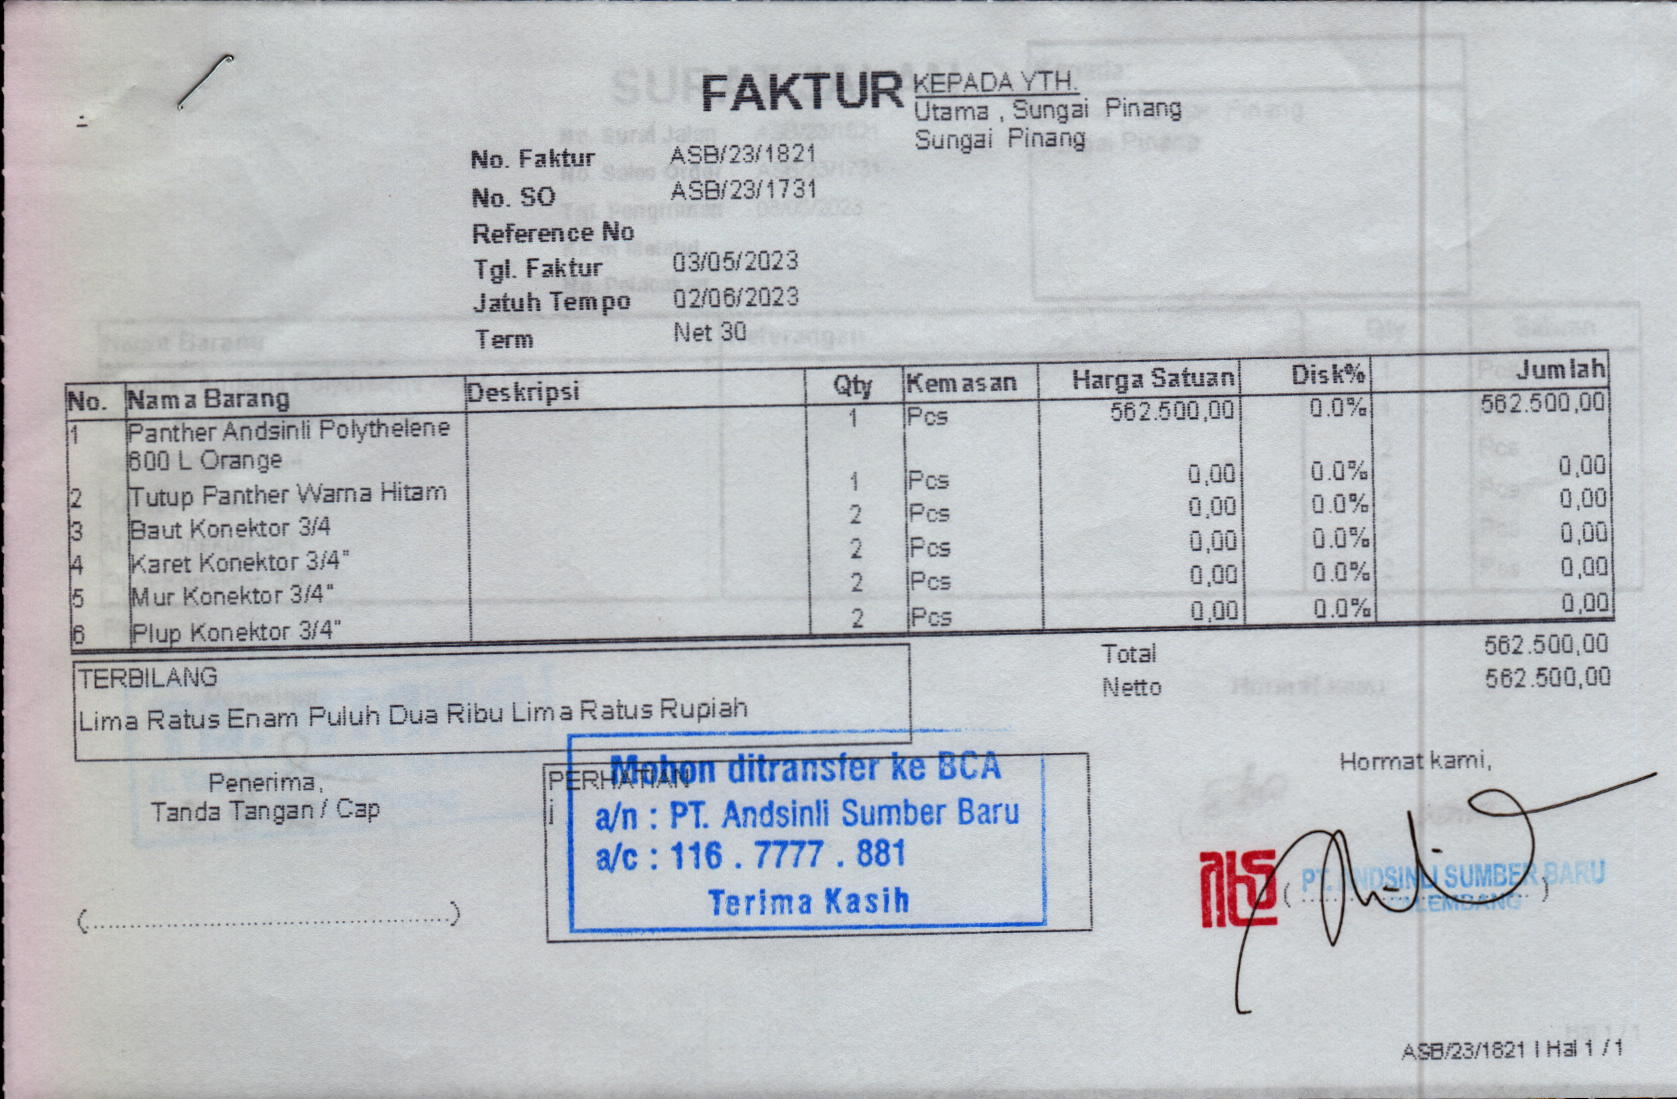 FAKTUR
KEPADA YTH.
Utama , Sungai Pinang
Sungai Pinang
No. Faktur ASB/23/1821
No. SO ASB/23/1731
Reference No
Tgl. Faktur 03/05/2023
Jatuh Tempo 02/06/2023
Term Net 30
No. Nama Barang Deskripsi Qty Kemasan Harga Satuan Disk% Jumlah
1 Panther Andsinli Polythelene 1 Pcs 562.500,00 0.0% 562.500,00
600 L Orange
2 Tutup Panther Warna Hitam 1 Pcs 0,00 0.0% 0,00
3 Baut Konektor 3/4 2 Pcs 0,00 0.0% 0,00
4 Karet Konektor 3/4" 2 Pcs 0,00 0.0% 0,00
5 Mur Konektor 3/4" 2 Pcs 0,00 0.0% 0,00
6 Plup Konektor 3/4" 2 Pcs 0,00 0.0% 0,00
Total 562.500,00
Netto 562.500,00
TERBILANG
Lima Ratus Enam Puluh Dua Ribu Lima Ratus Rupiah
Penerima,
Tanda Tangan / Cap
(........................................)
PERHATIAN
i
Mohon ditransfer ke BCA
a/n : PT. Andsinli Sumber Baru
a/c : 116 . 7777 . 881
Terima Kasih
Hormat kami,
PT. ANDSINLI SUMBER BARU
PALEMBANG
ASB/23/1821 | Hal 1 / 1